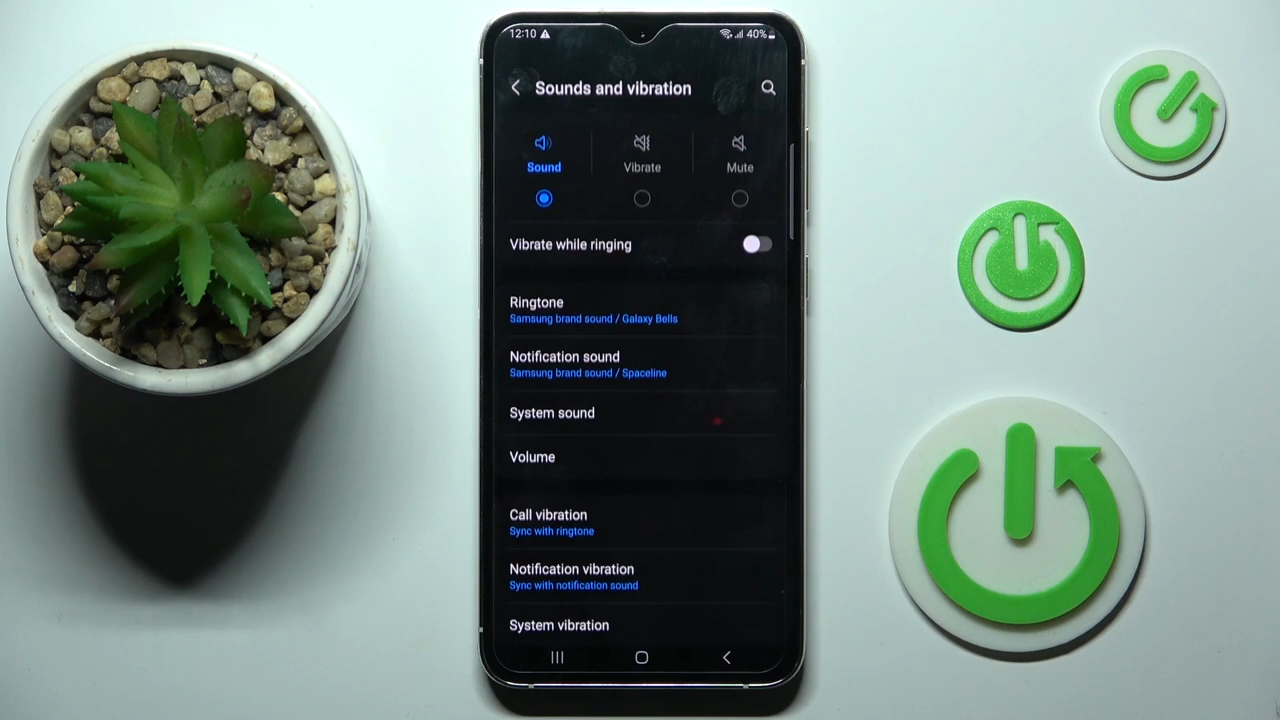 12:10
40%
Sounds and vibration
Sound
Vibrate
Mute
Vibrate while ringing
Ringtone
Samsung brand sound / Galaxy Bells
Notification sound
Samsung brand sound / Spaceline
System sound
Volume
Call vibration
Sync with ringtone
Notification vibration
Sync with notification sound
System vibration